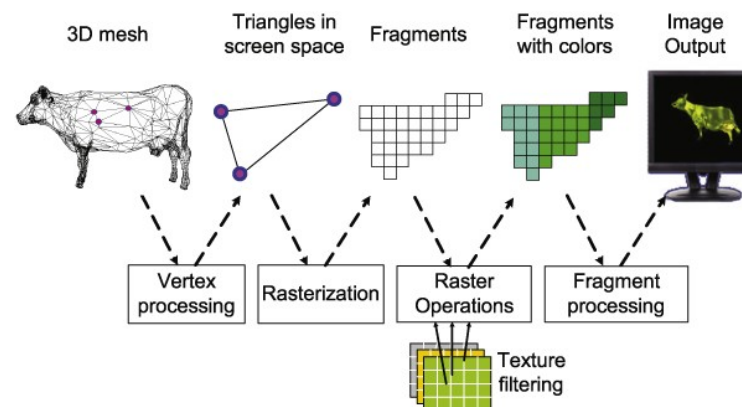 3D mesh
Triangles in
screen space
Fragments
Fragments
with colors
Image
Output
Vertex
processing
Rasterization
Raster
Operations
Fragment
processing
Texture
filtering